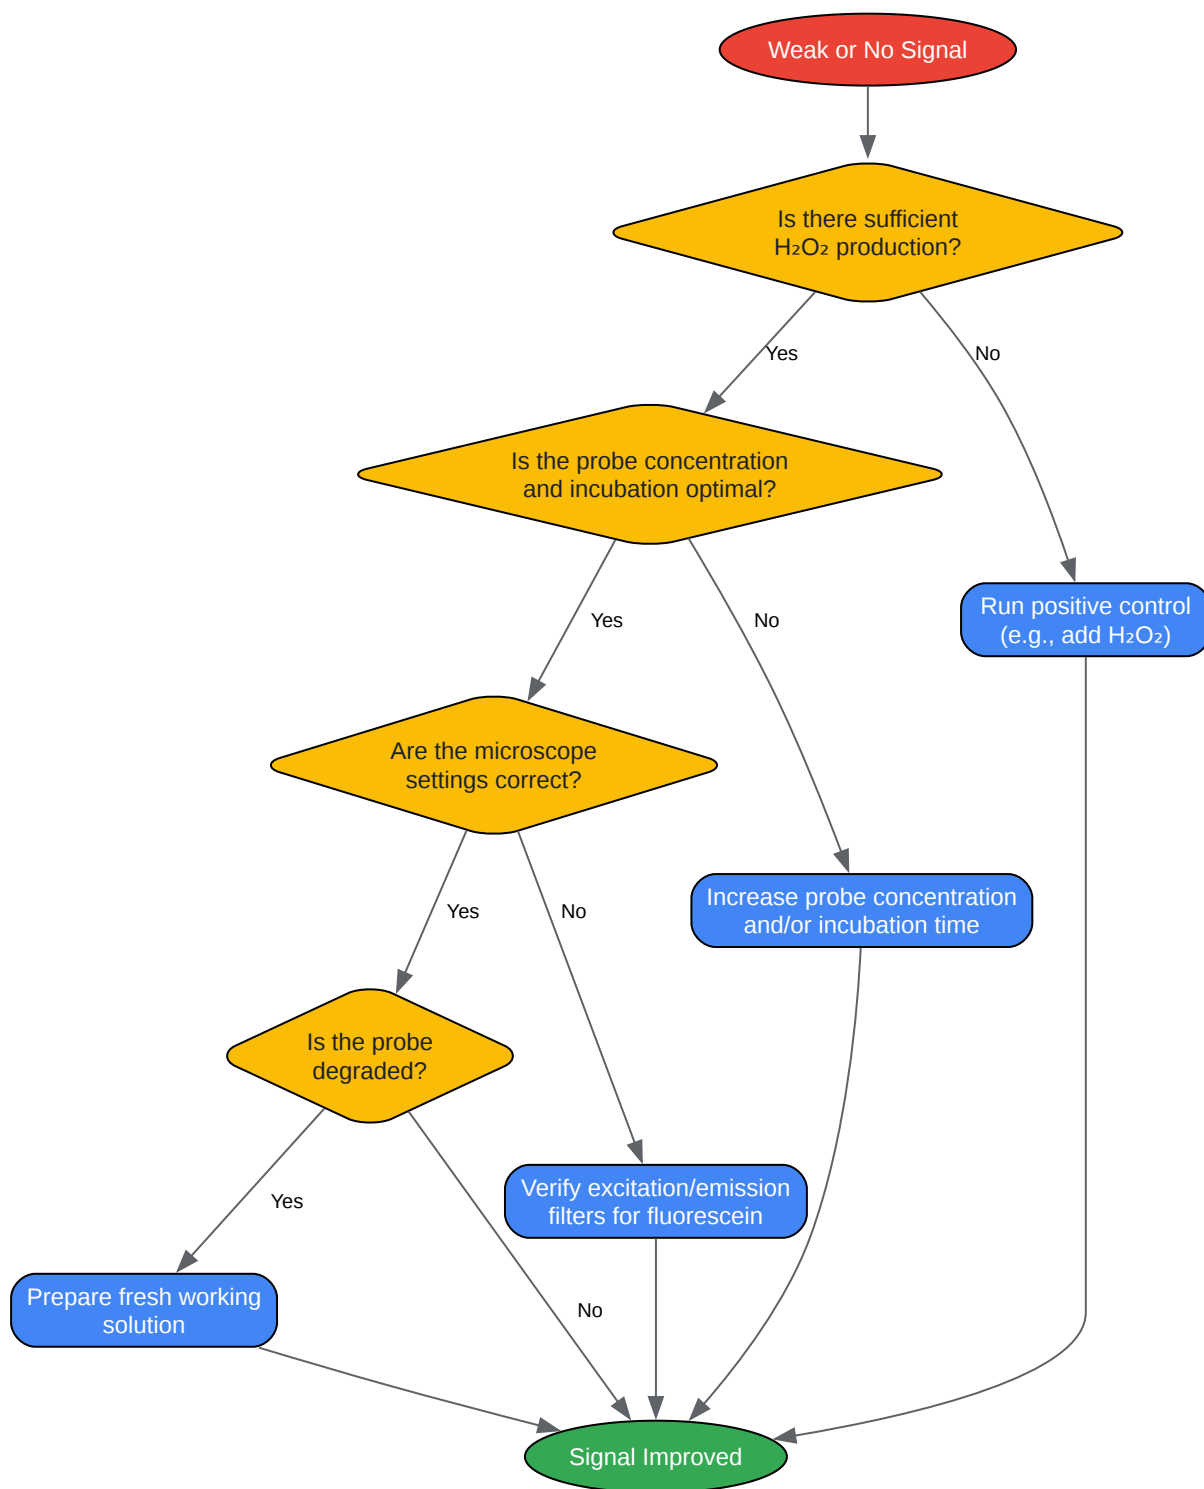 Weak or No Signal
Is there sufficient
H₂O₂ production?
Yes
No
Is the probe concentration
and incubation optimal?
Yes
No
Run positive control
(e.g., add H₂O₂)
Are the microscope
settings correct?
Yes
No
Increase probe concentration
and/or incubation time
Is the probe
degraded?
Yes
No
Verify excitation/emission
filters for fluorescein
Prepare fresh working
solution
Signal Improved